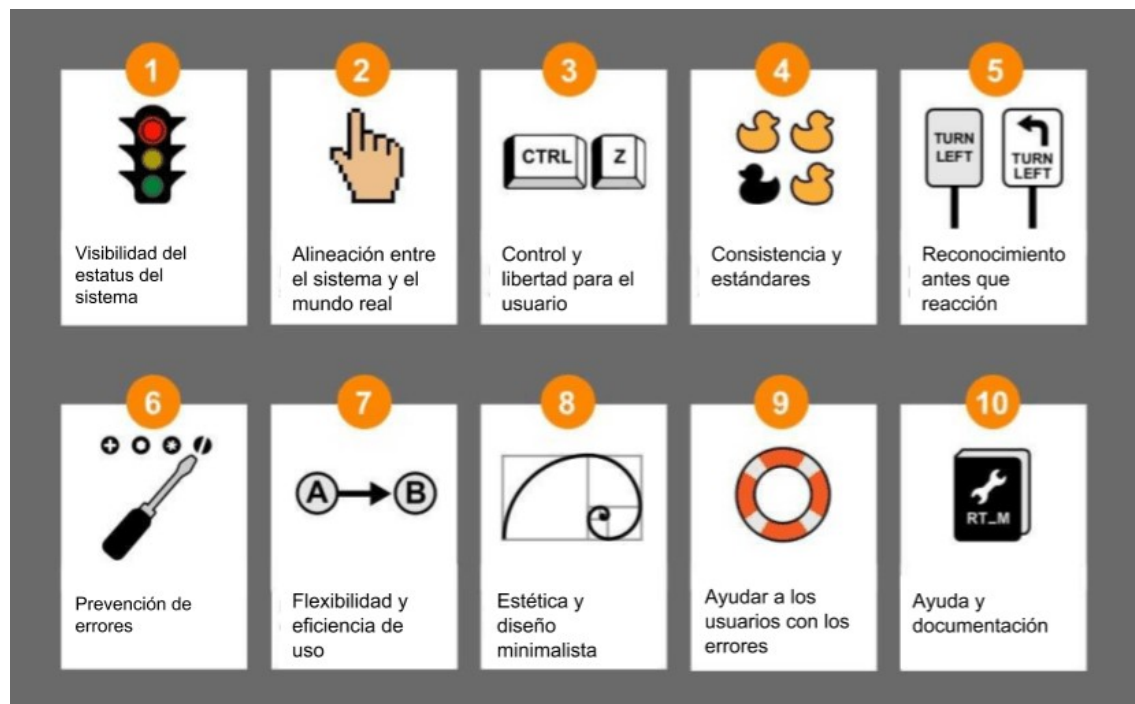 1
2
3
4
5
CTRL
Z
TURN
LEFT
TURN
LEFT
Visibilidad del
estatus del
sistema
Alineación entre
el sistema y el
mundo real
Control y
libertad para el
usuario
Consistencia y
estándares
Reconocimiento
antes que
reacción
6
7
8
9
10
A
B
RT_M
Prevención de
errores
Flexibilidad y
eficiencia de
uso
Estética y
diseño
minimalista
Ayudar a los
usuarios con los
errores
Ayuda y
documentación